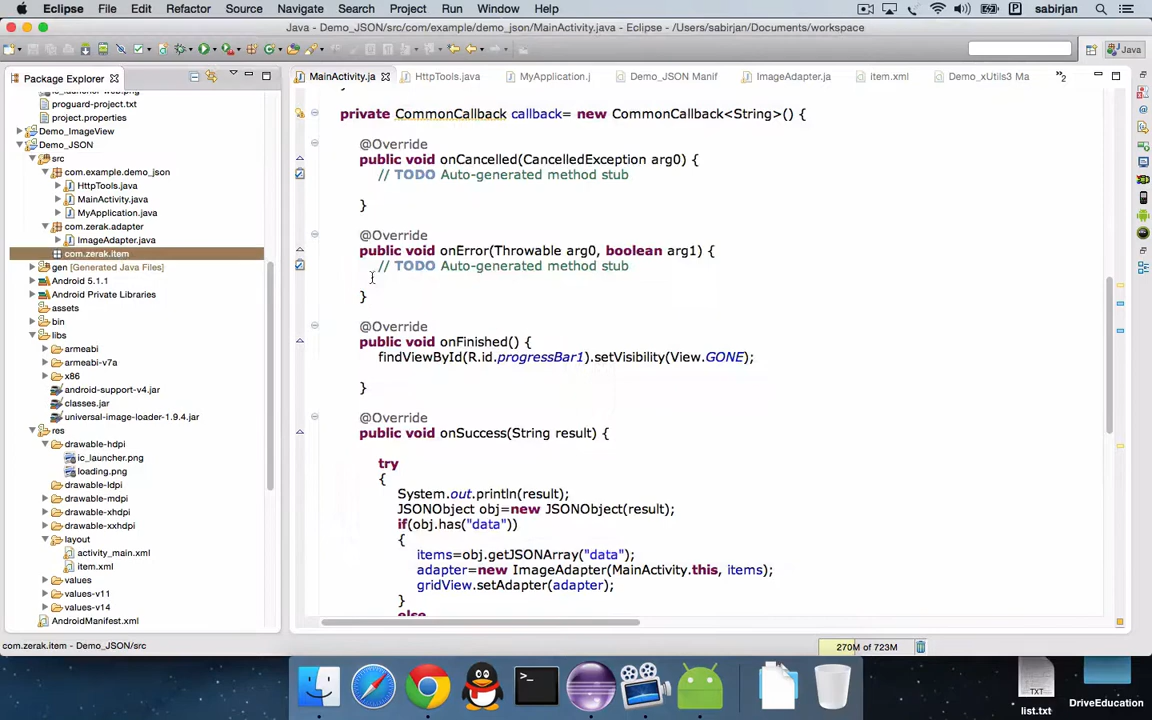 Eclipse File Edit Refactor Source Navigate Search Project Run Window Help sabirjan
Java - Demo_JSON/src/com/example/demo_json/MainActivity.java - Eclipse - /Users/sabirjan/Documents/workspace
Java
Package Explorer
MainActivity.ja HttpTools.java MyApplication.j Demo_JSON Manif ImageAdapter.ja item.xml Demo_xUtils3 Ma »2
proguard-project.txt
project.properties
Demo_ImageView
Demo_JSON
src
com.example.demo_json
HttpTools.java
MainActivity.java
MyApplication.java
com.zerak.adapter
ImageAdapter.java
com.zerak.item
gen [Generated Java Files]
Android 5.1.1
Android Private Libraries
assets
bin
libs
armeabi
armeabi-v7a
x86
android-support-v4.jar
classes.jar
universal-image-loader-1.9.4.jar
res
drawable-hdpi
ic_launcher.png
loading.png
drawable-ldpi
drawable-mdpi
drawable-xhdpi
drawable-xxhdpi
layout
activity_main.xml
item.xml
values
values-v11
values-v14
AndroidManifest.xml
private CommonCallback callback= new CommonCallback<String>() {
@Override
public void onCancelled(CancelledException arg0) {
// TODO Auto-generated method stub
}
@Override
public void onError(Throwable arg0, boolean arg1) {
// TODO Auto-generated method stub
}
@Override
public void onFinished() {
findViewById(R.id.progressBar1).setVisibility(View.GONE);
}
@Override
public void onSuccess(String result) {
try
{
System.out.println(result);
JSONObject obj=new JSONObject(result);
if(obj.has("data"))
{
items=obj.getJSONArray("data");
adapter=new ImageAdapter(MainActivity.this, items);
gridView.setAdapter(adapter);
}
else
com.zerak.item - Demo_JSON/src
270M of 723M
TXT
list.txt
DriveEducation